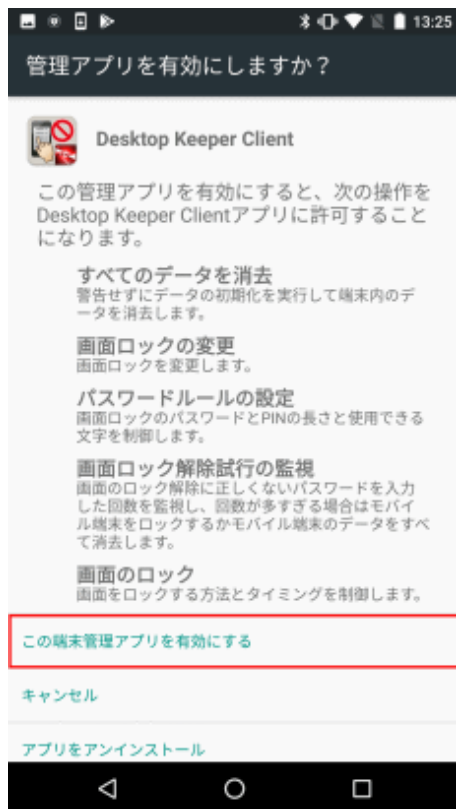 13:25
管理アプリを有効にしますか？
Desktop Keeper Client
この管理アプリを有効にすると、次の操作を
Desktop Keeper Clientアプリに許可すること
になります。
すべてのデータを消去
警告せずにデータの初期化を実行して端末内のデ
ータを消去します。
画面ロックの変更
画面ロックを変更します。
パスワードルールの設定
画面ロックのパスワードとPINの長さと使用できる
文字を制御します。
画面ロック解除試行の監視
画面のロック解除に正しくないパスワードを入力
した回数を監視し、回数が多すぎる場合はモバイ
ル端末をロックするかモバイル端末のデータをすべ
て消去します。
画面のロック
画面をロックする方法とタイミングを制御します。
この端末管理アプリを有効にする
キャンセル
アプリをアンインストール